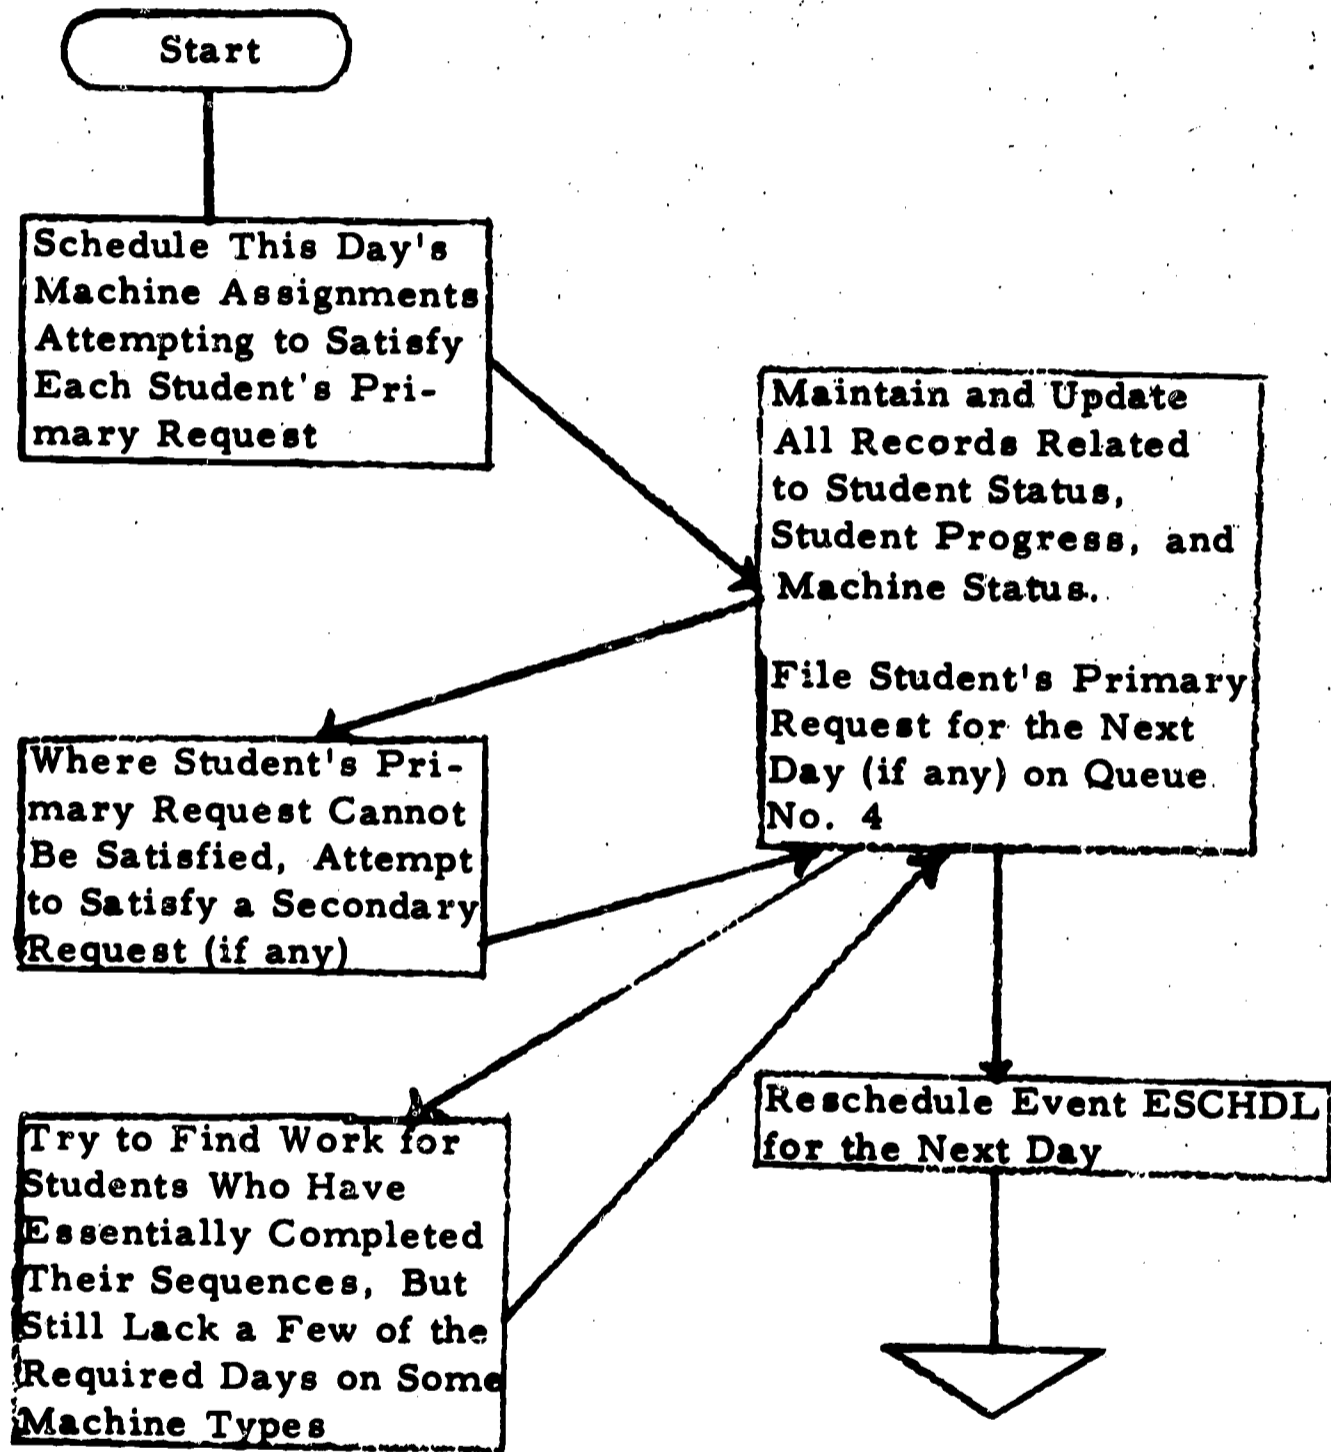 Start
Schedule This Day's
Machine Assignments
Attempting to Satisfy
Each Student's Pri-
mary Request
Maintain and Update
All Records Related
to Student Status,
Student Progress, and
Machine Status.
File Student's Primary
Request for the Next
Day (if any) on Queue
No. 4
Where Student's Pri-
mary Request Cannot
Be Satisfied, Attempt
to Satisfy a Secondary
Request (if any)
Try to Find Work for
Students Who Have
Essentially Completed
Their Sequences, But
Still Lack a Few of the
Required Days on Some
Machine Types
Reschedule Event ESCHDL
for the Next Day